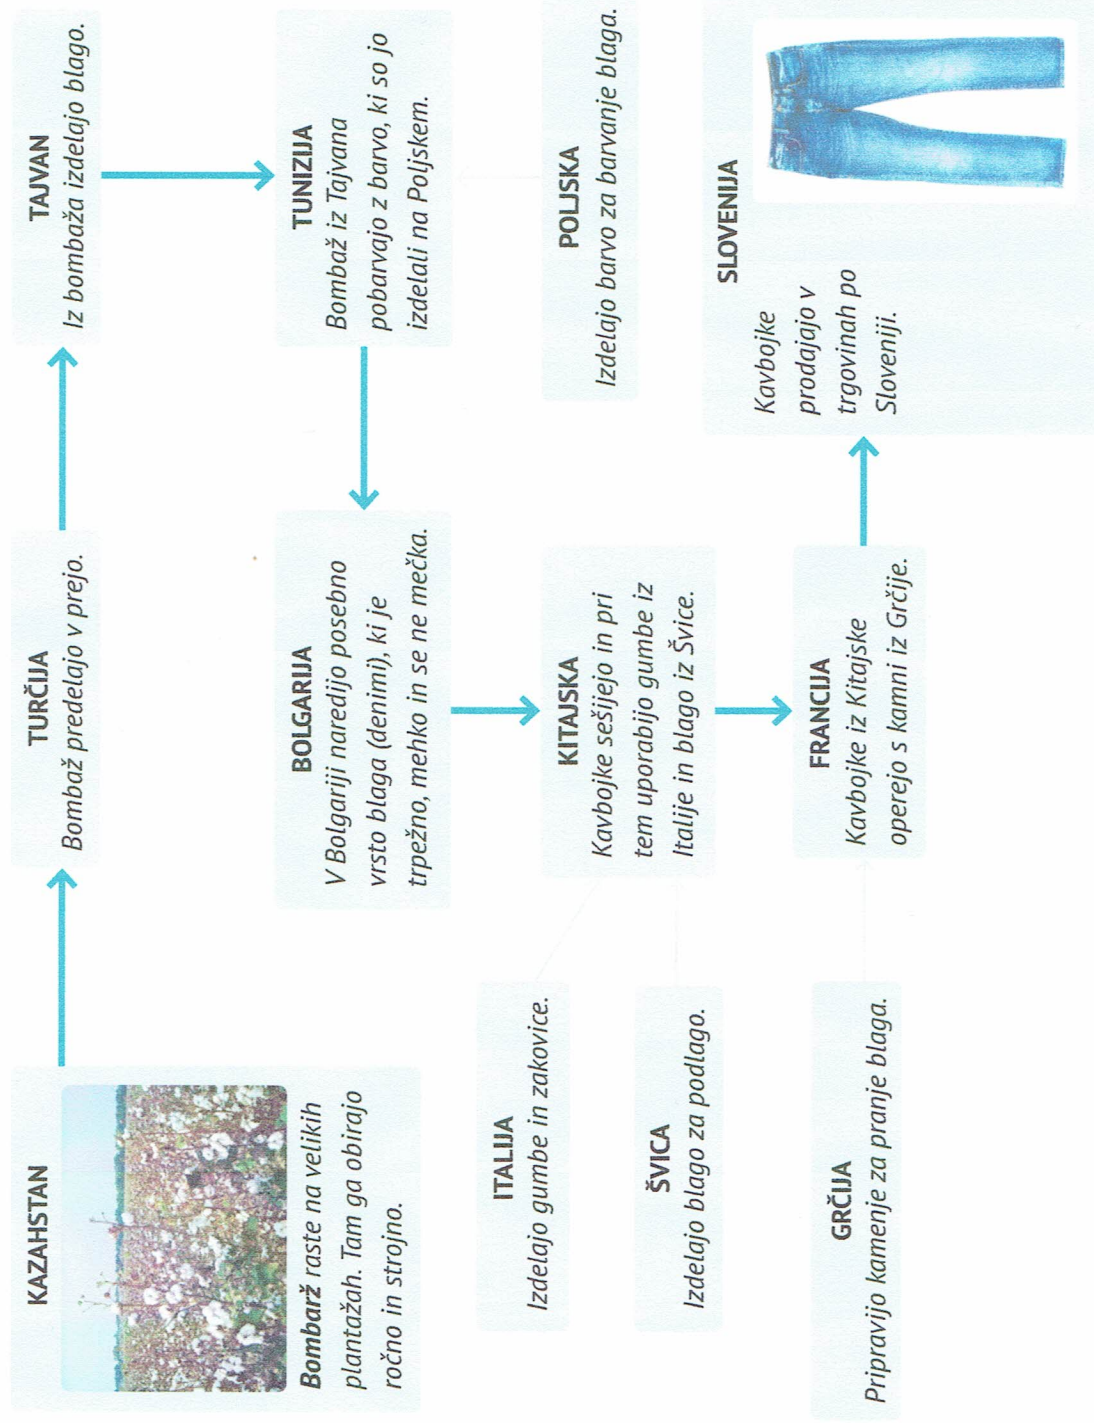 KAZAHSTAN
Bombarž raste na velikih
plantažah. Tam ga obirajo
ročno in strojno.
TURČIJA
Bombaž predelajo v prejo.
TAJVAN
Iz bombaža izdelajo blago.
TUNIZIJA
Bombaž iz Tajvana
pobarvajo z barvo, ki so jo
izdelali na Poljskem.
BOLGARIJA
V Bolgariji naredijo posebno
vrsto blaga (denimi), ki je
trpežno, mehko in se ne mečka.
POLJSKA
Izdelajo barvo za barvanje blaga.
ITALIJA
Izdelajo gumbe in zakovice.
KITAJSKA
Kavbojke sešijejo in pri
tem uporabijo gumbe iz
Italije in blago iz Švice.
ŠVICA
Izdelajo blago za podlago.
GRČIJA
Pripravijo kamenje za pranje blaga.
FRANCIJA
Kavbojke iz Kitajske
operejo s kamni iz Grčije.
SLOVENIJA
Kavbojke
prodajajo v
trgovinah po
Sloveniji.